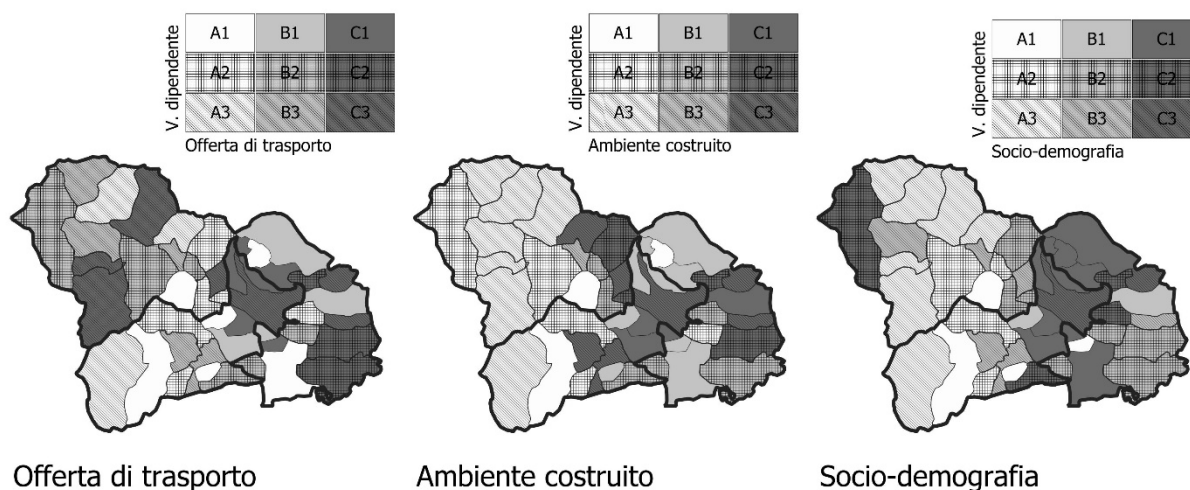 A1 B1 C1
A2 B2 C2
A3 B3 C3
V. dipendente
Offerta di trasporto
A1 B1 C1
A2 B2 C2
A3 B3 C3
V. dipendente
Ambiente costruito
A1 B1 C1
A2 B2 C2
A3 B3 C3
V. dipendente
Socio-demografia
Offerta di trasporto
Ambiente costruito
Socio-demografia